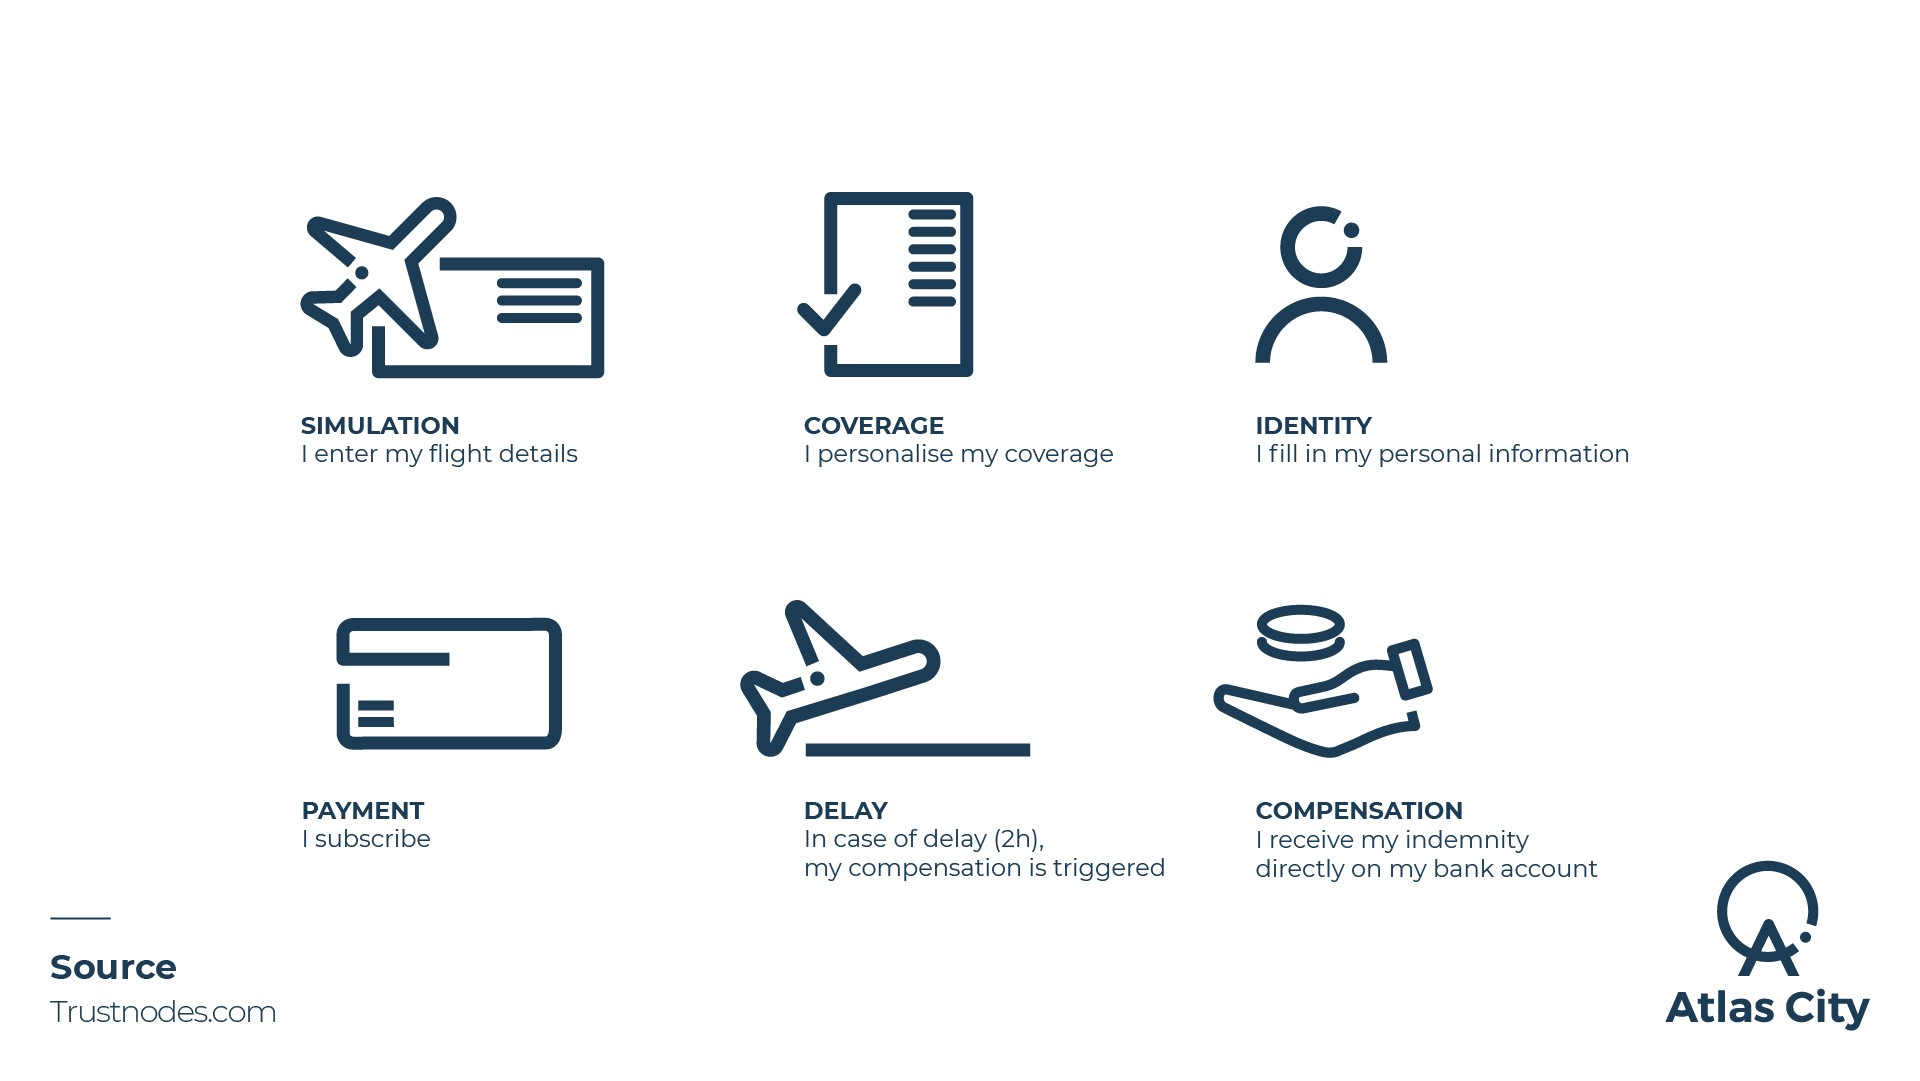 SIMULATION
I enter my flight details
COVERAGE
I personalise my coverage
IDENTITY
I fill in my personal information
PAYMENT
I subscribe
DELAY
In case of delay (2h),
my compensation is triggered
COMPENSATION
I receive my indemnity
directly on my bank account
Source
Trustnodes.com
Atlas City